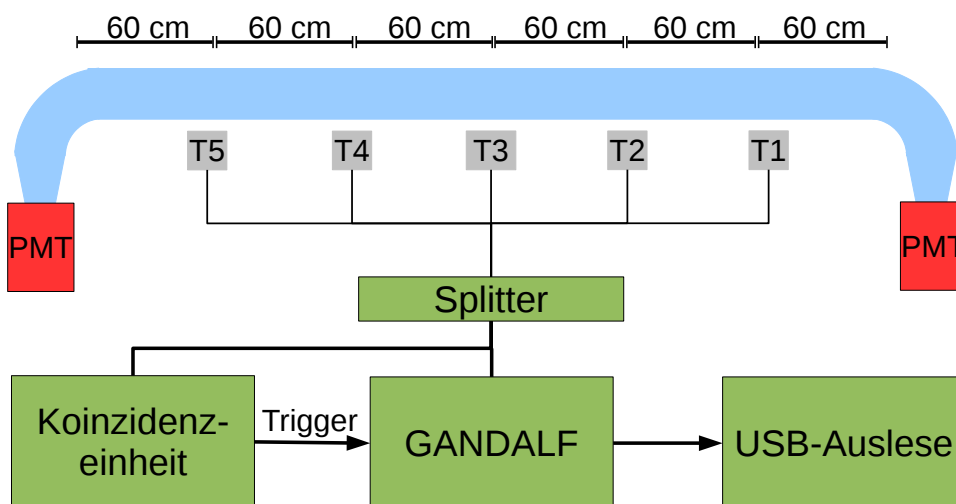 60 cm 60 cm 60 cm 60 cm 60 cm 60 cm
T5 T4 T3 T2 T1
PMT PMT
Splitter
Koinzidenz-
einheit
Trigger
GANDALF
USB-Auslese